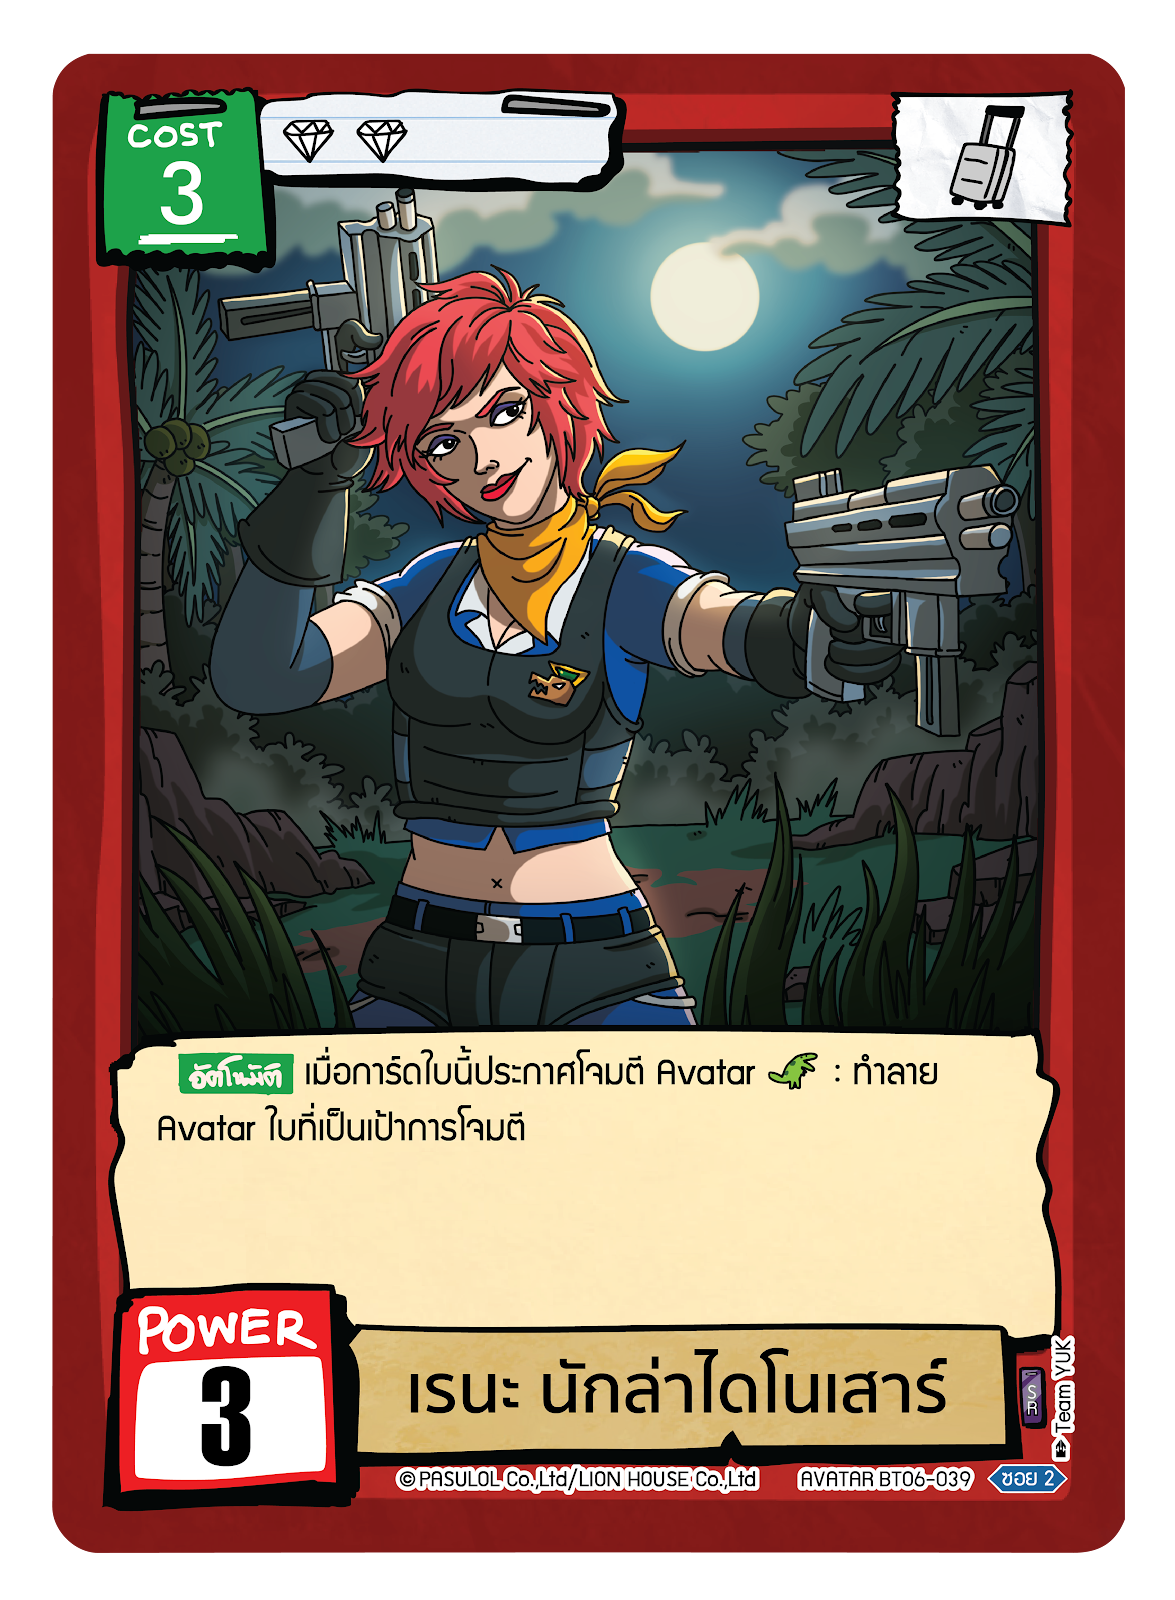 COST
3
อัตโนมัติ เมื่อการ์ดใบนี้ประกาศโจมตี Avatar : ทำลาย
Avatar ใบที่เป็นเป้าการโจมตี
POWER
3
เรนะ นักล่าไดโนเสาร์
SR
Team YUK
© PASULOL Co.,Ltd/LION HOUSE Co.,Ltd AVATAR BT06-039 ซอย 2